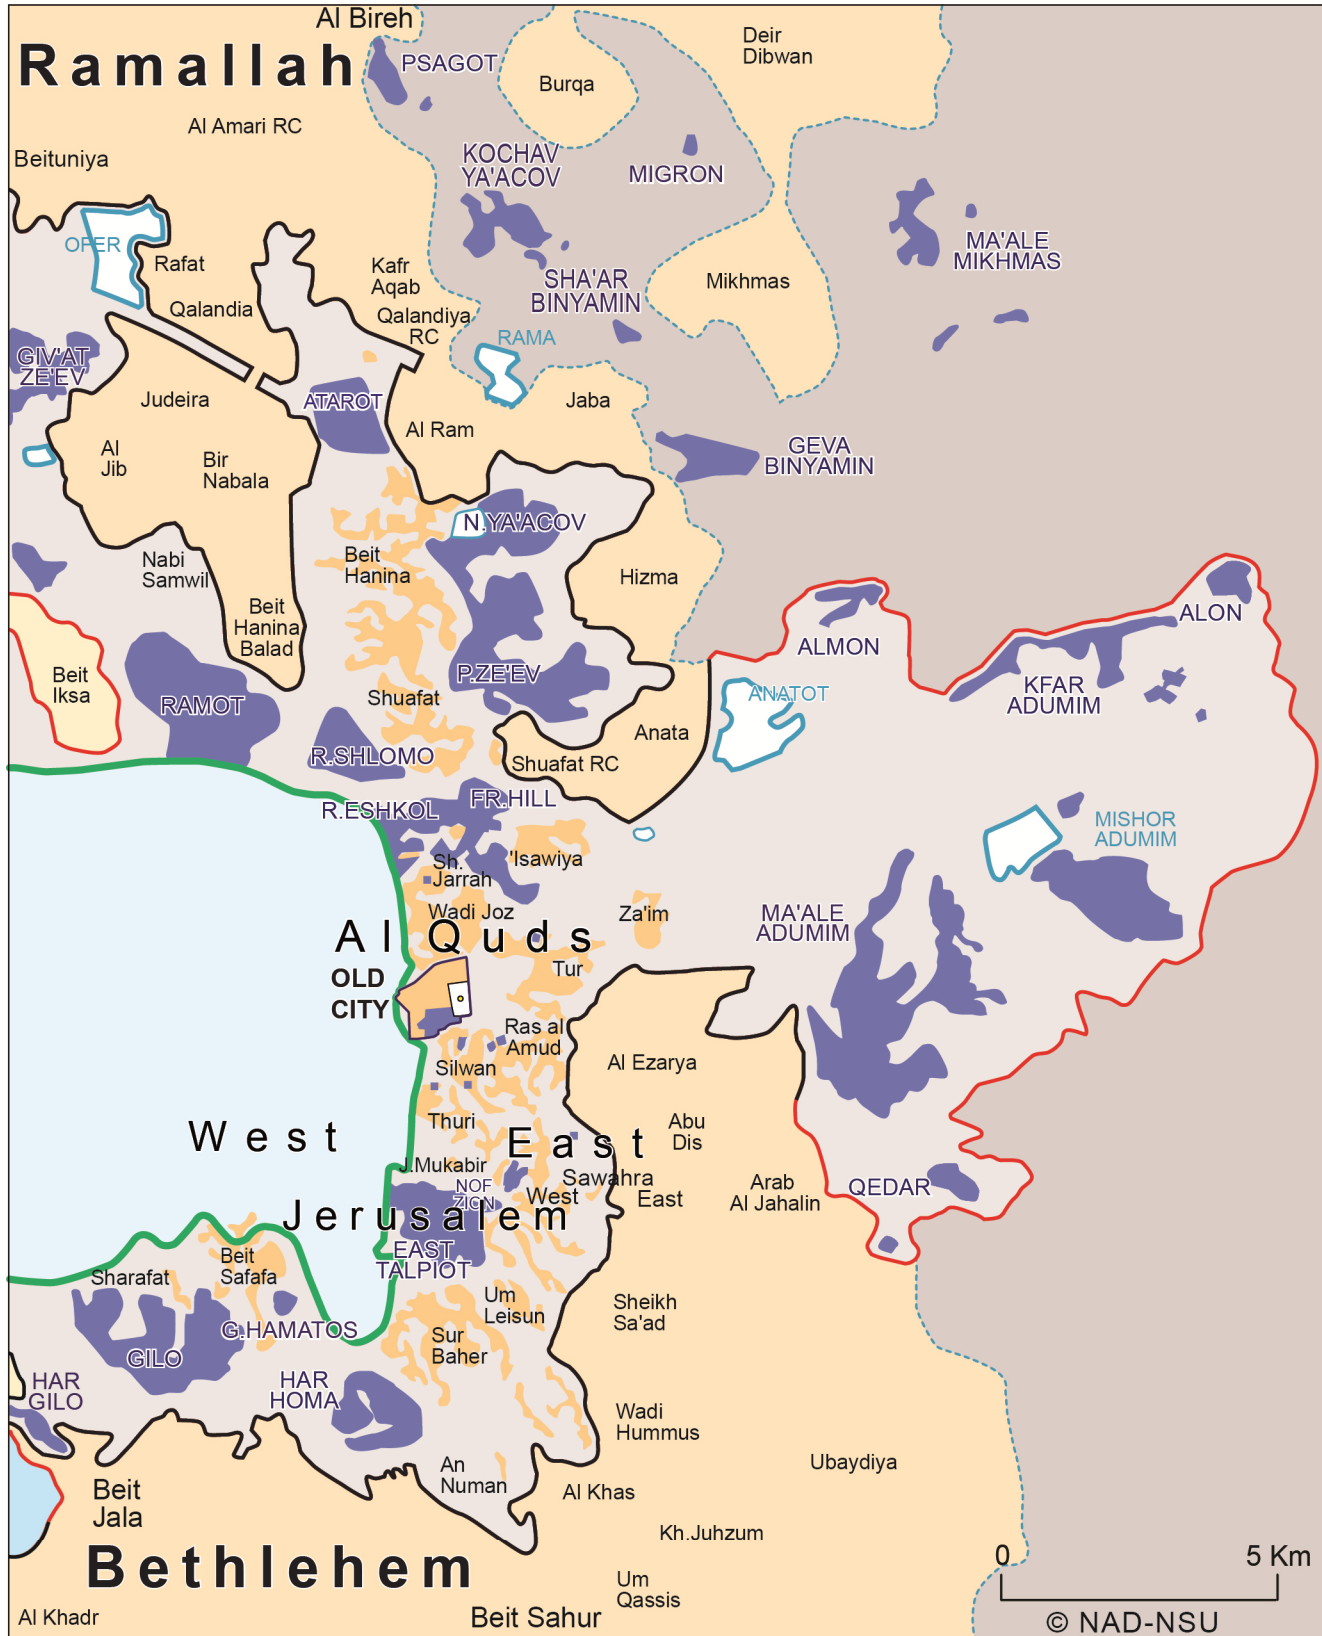 Al Bireh
Ramallah
PSAGOT
Deir
Dibwan
Burqa
Al Amari RC
Beituniya
KOCHAV
YA'ACOV
MIGRON
OFER
Rafat
Kafr
Aqab
MA'ALE
MIKHMAS
SHA'AR
BINYAMIN
Mikhmas
Qalandia
Qalandiya
RC
RAMA
GIV'AT
ZE'EV
Judeira
ATAROT
Jaba
Al Ram
Al
Jib
Bir
Nabala
GEVA
BINYAMIN
N.YA'ACOV
Nabi
Samwil
Beit
Hanina
Hizma
Beit
Hanina
Balad
ALON
ALMON
Beit
Iksa
P.ZE'EV
RAMOT
Shuafat
ANATOT
KFAR
ADUMIM
Anata
R.SHLOMO
Shuafat RC
R.ESHKOL
FR.HILL
MISHOR
ADUMIM
'Isawiya
Sh.
Jarrah
Wadi Joz
Za'im
MA'ALE
ADUMIM
Al Quds
OLD
CITY
Tur
Ras al
Amud
Silwan
Al Ezarya
Thuri
Abu
Dis
West
East
J.Mukabir
NOF
ZION
Sawahra
West
East
Arab
Al Jahalin
QEDAR
Jerusalem
EAST
TALPIOT
Sharafat
Beit
Safafa
Um
Leisun
Sheikh
Sa'ad
G.HAMATOS
GILO
Sur
Baher
HAR
GILO
HAR
HOMA
Wadi
Hummus
An
Numan
Ubaydiya
Beit
Jala
Al Khas
Kh.Juhzum
Bethlehem
0 5 Km
Um
Qassis
Al Khadr
Beit Sahur
© NAD-NSU